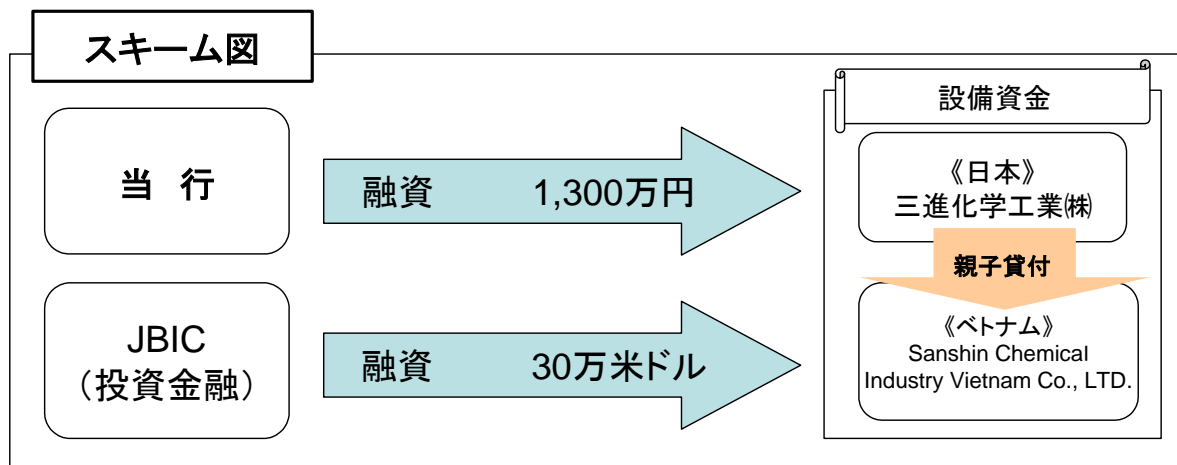 スキーム図
設備資金
当 行
融資 1,300万円
《日本》
三進化学工業㈱
親子貸付
JBIC
（投資金融）
融資 30万米ドル
《ベトナム》
Sanshin Chemical
Industry Vietnam Co., LTD.